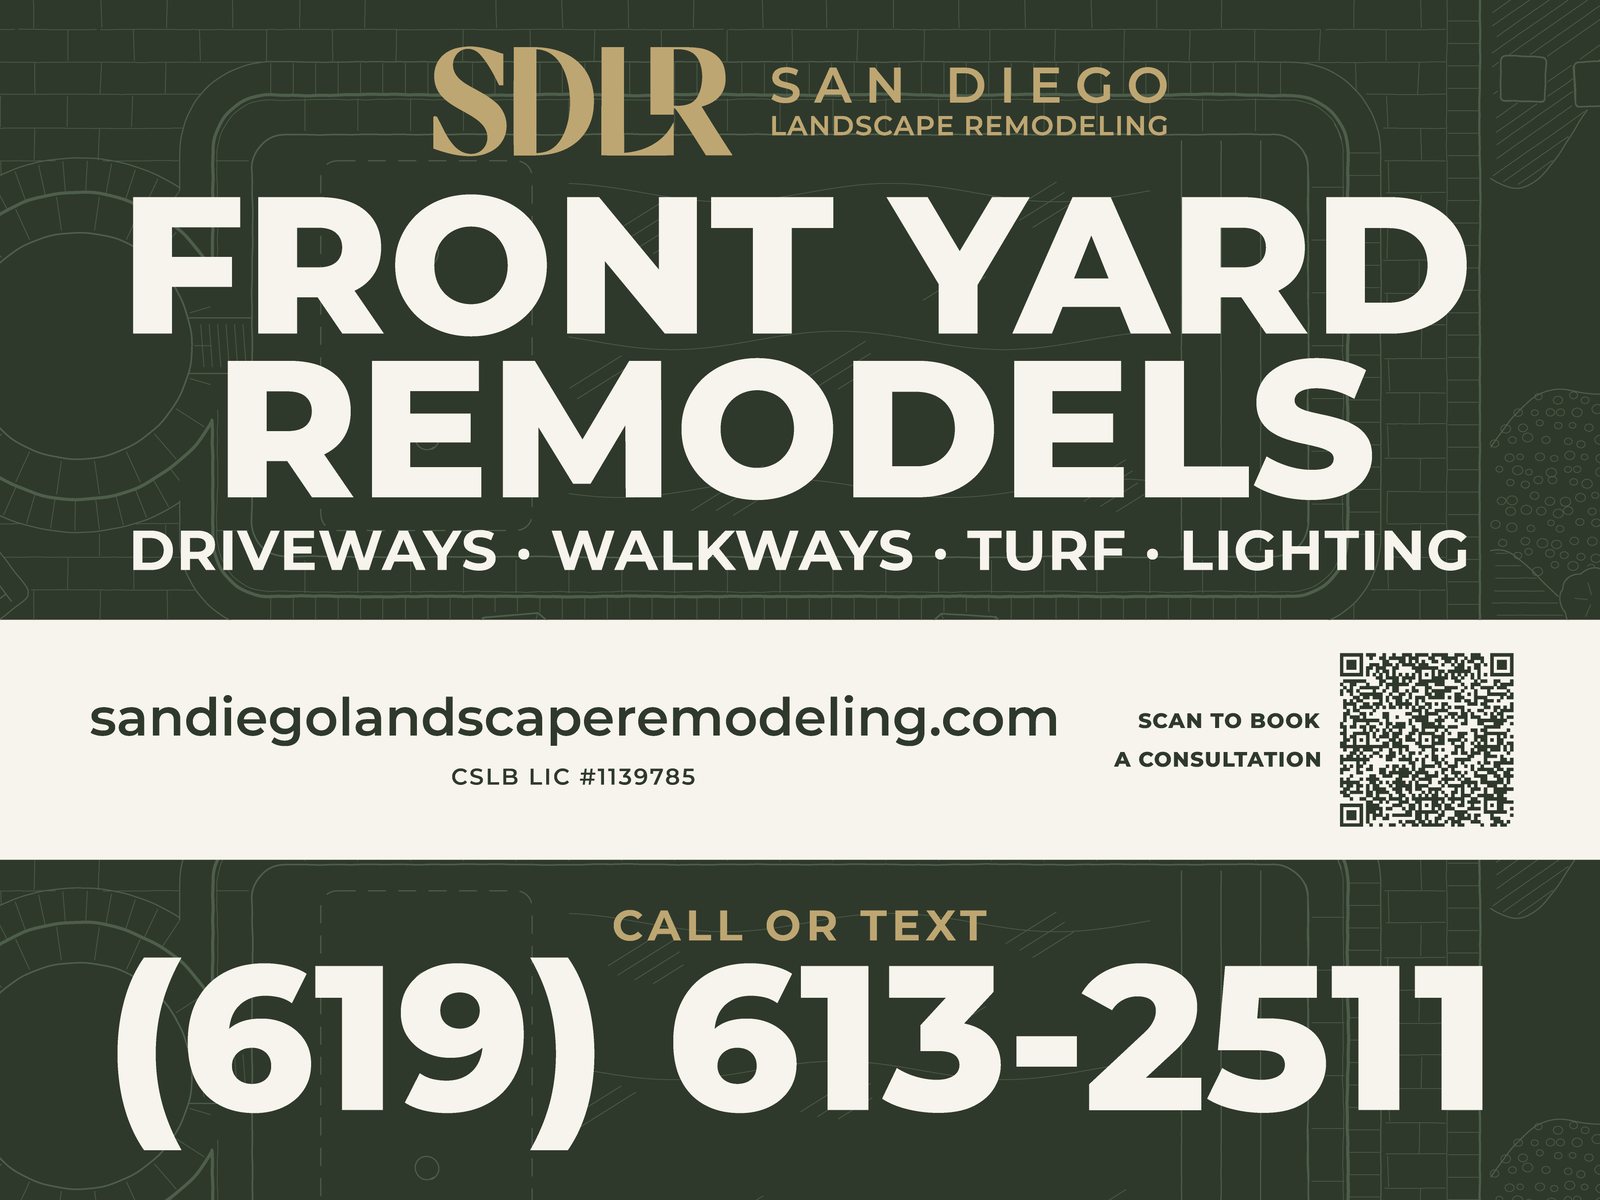 SDLR
SAN DIEGO
LANDSCAPE REMODELING
FRONT YARD
REMODELS
DRIVEWAYS • WALKWAYS • TURF • LIGHTING
sandiegolandscaperemodeling.com
CSLB LIC #1139785
SCAN TO BOOK
A CONSULTATION
CALL OR TEXT
(619) 613-2511